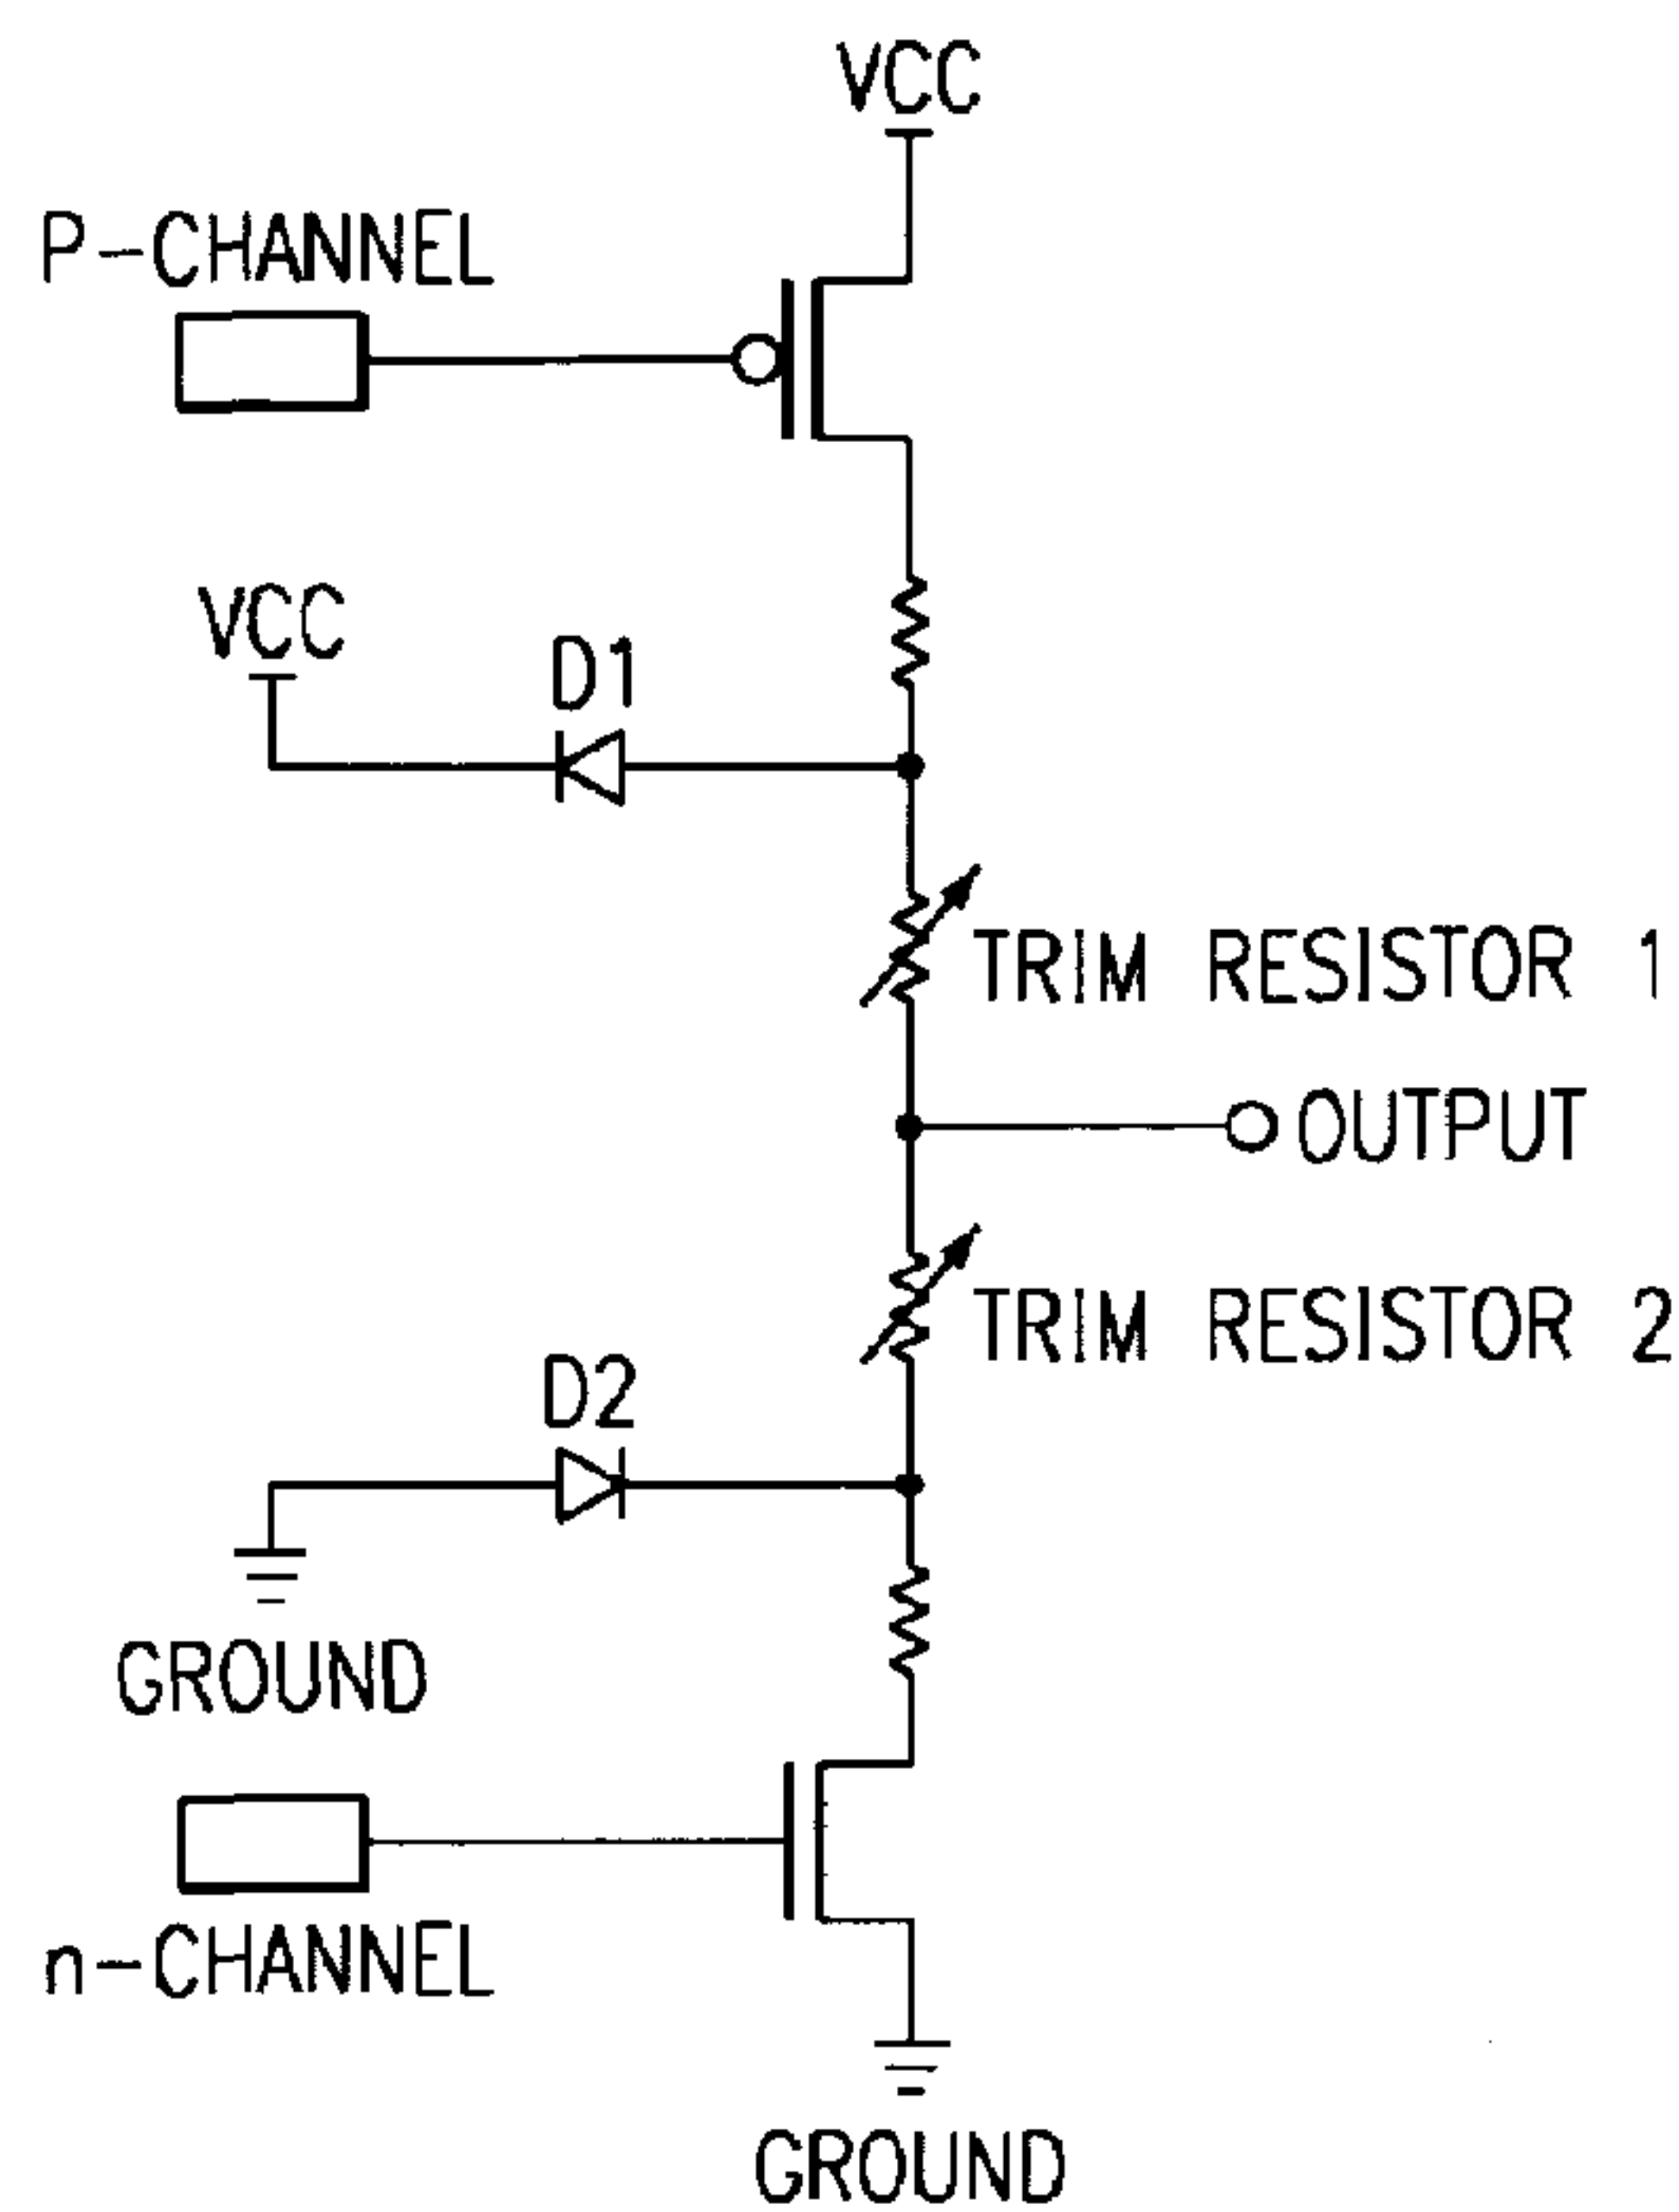 VCC
P-CHANNEL
VCC
D1
TRIM RESISTOR 1
OUTPUT
TRIM RESISTOR 2
D2
GROUND
n-CHANNEL
GROUND